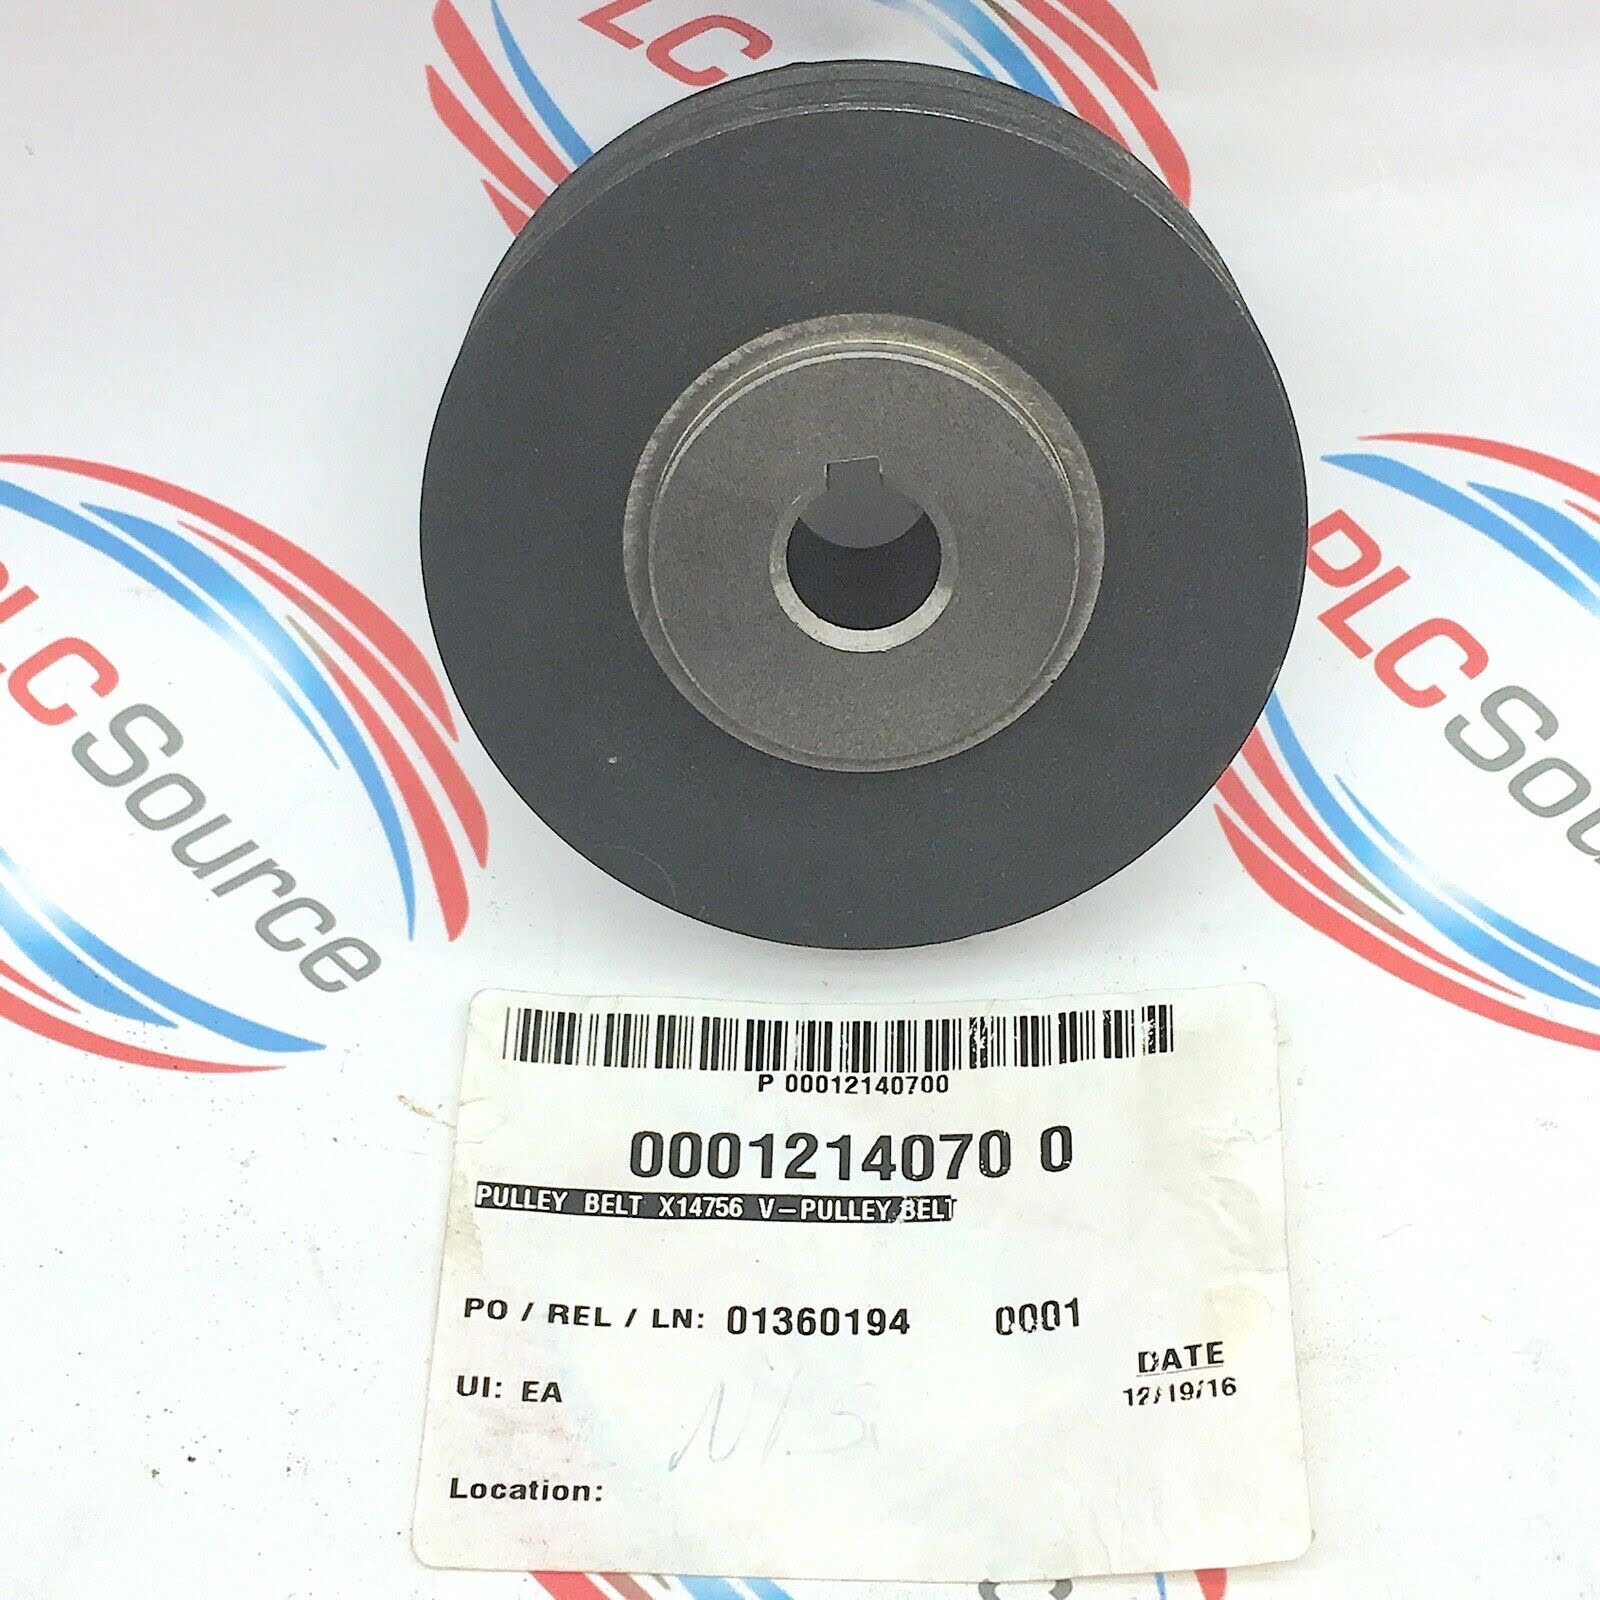 LC
PLC
Source
PLC
Source
P 00012140700
0001214070 0
PULLEY BELT X14756 V-PULLEY,BELT
PO / REL / LN: 01360194 0001
DATE
12/19/16
UI: EA
Location: